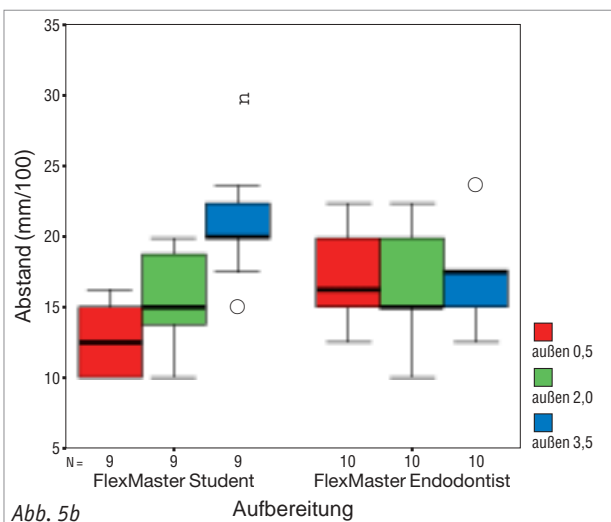 35
30
25
20
15
10
5
Abstand (mm/100)
n
außen 0,5
außen 2,0
außen 3,5
N = 9 9 9 10 10 10
FlexMaster Student FlexMaster Endodontist
Abb. 5b Aufbereitung